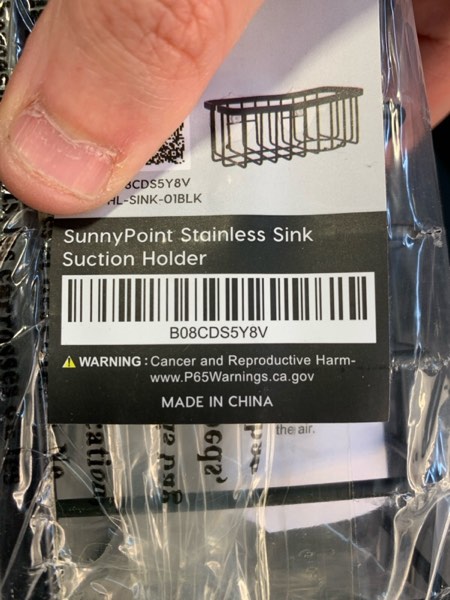 8CDS5Y8V
HL-SINK-01BLK
SunnyPoint Stainless Sink
Suction Holder
B08CDS5Y8V
WARNING: Cancer and Reproductive Harm-
www.P65Warnings.ca.gov
MADE IN CHINA
the air.